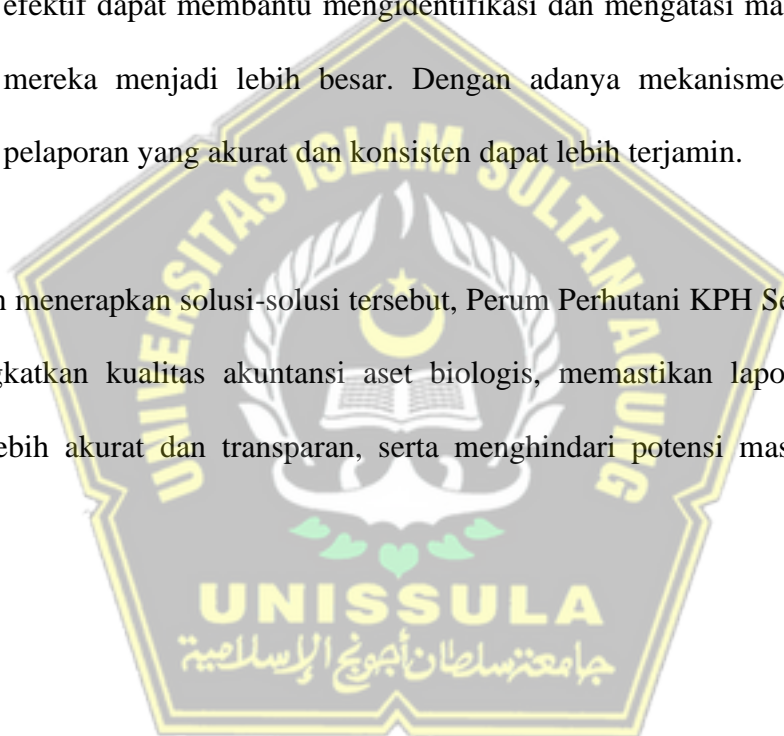 efektif dapat membantu mengidentifikasi dan mengatasi ma
mereka menjadi lebih besar. Dengan adanya mekanisme
pelaporan yang akurat dan konsisten dapat lebih terjamin.
UNIVERSITAS ISLAM SULTAN AGUNG
n menerapkan solusi-solusi tersebut, Perum Perhutani KPH Se
gkatkan kualitas akuntansi aset biologis, memastikan lapo
ebih akurat dan transparan, serta menghindari potensi mas
UNISSULA
جامعنسلطان أجونج الإسلامية